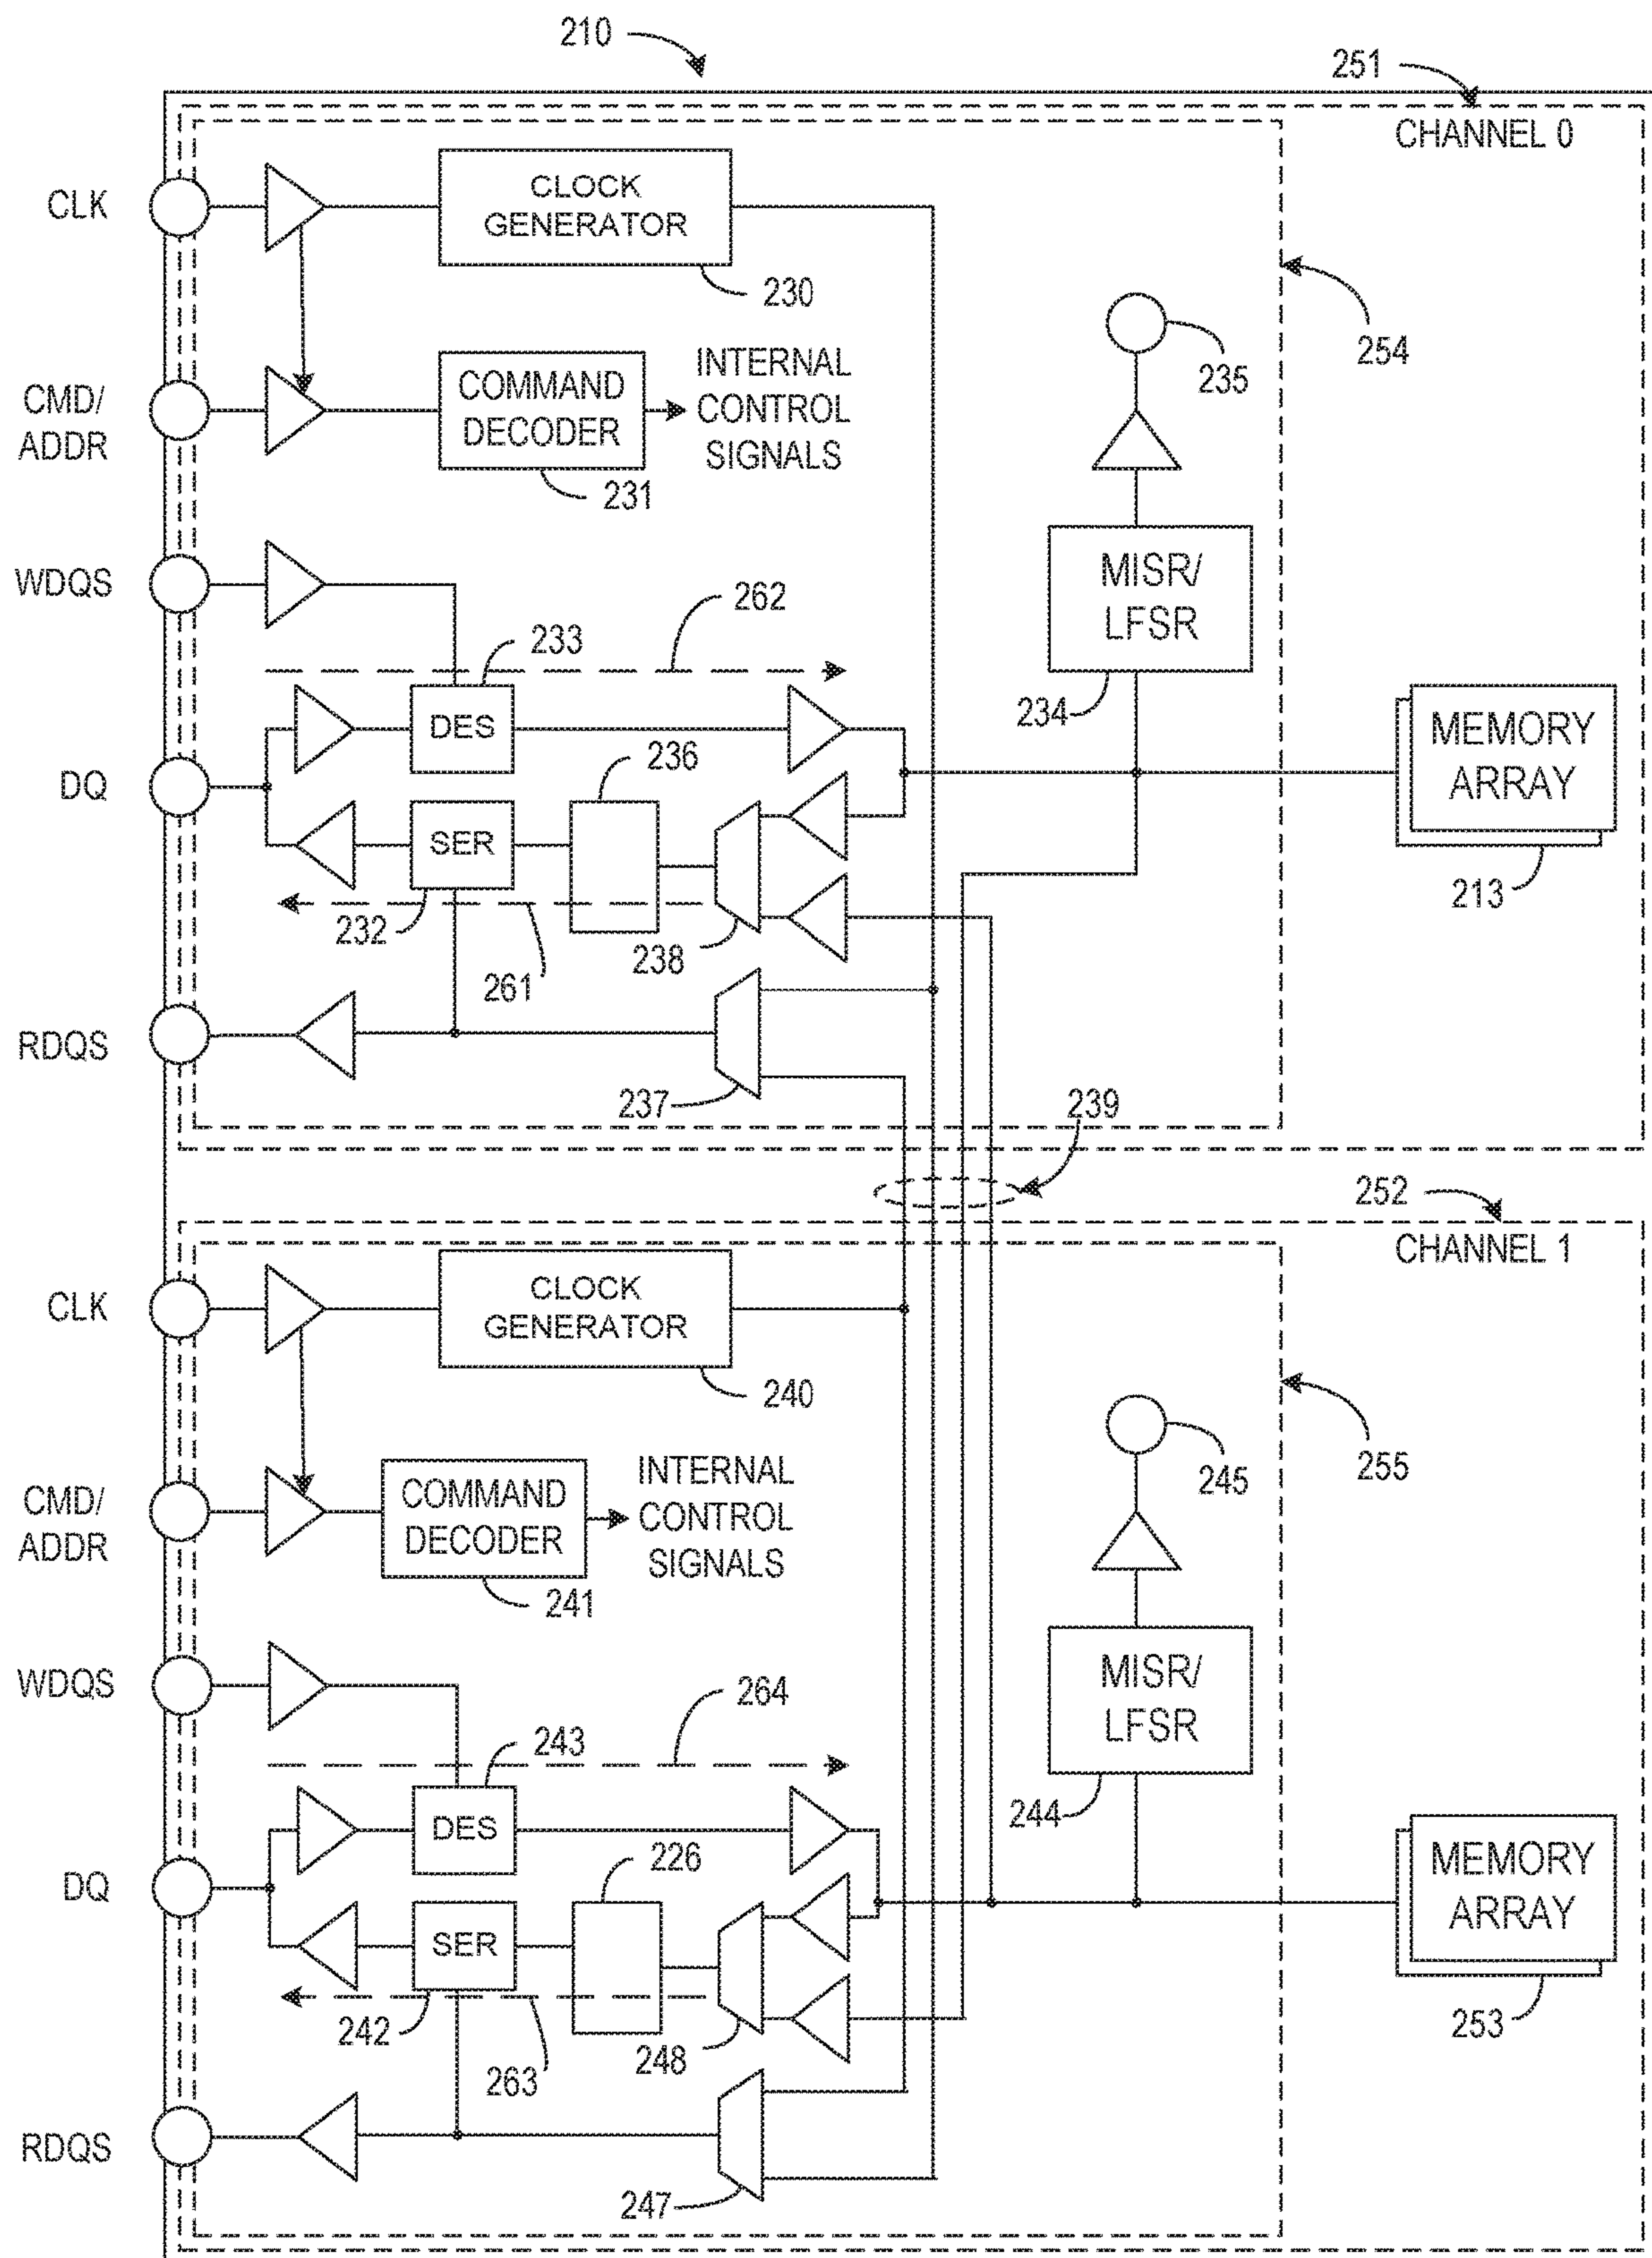 210
251
CHANNEL 0
CLK
CLOCK
GENERATOR
230
254
235
CMD/
ADDR
COMMAND
DECODER
231
INTERNAL
CONTROL
SIGNALS
WDQS
262
233
MISR/
LFSR
234
DES
236
DQ
SER
232
261
238
MEMORY
ARRAY
213
RDQS
237
239
252
CHANNEL 1
CLK
CLOCK
GENERATOR
240
255
245
CMD/
ADDR
COMMAND
DECODER
241
INTERNAL
CONTROL
SIGNALS
WDQS
264
243
MISR/
LFSR
244
DES
226
DQ
SER
242
263
248
MEMORY
ARRAY
253
RDQS
247